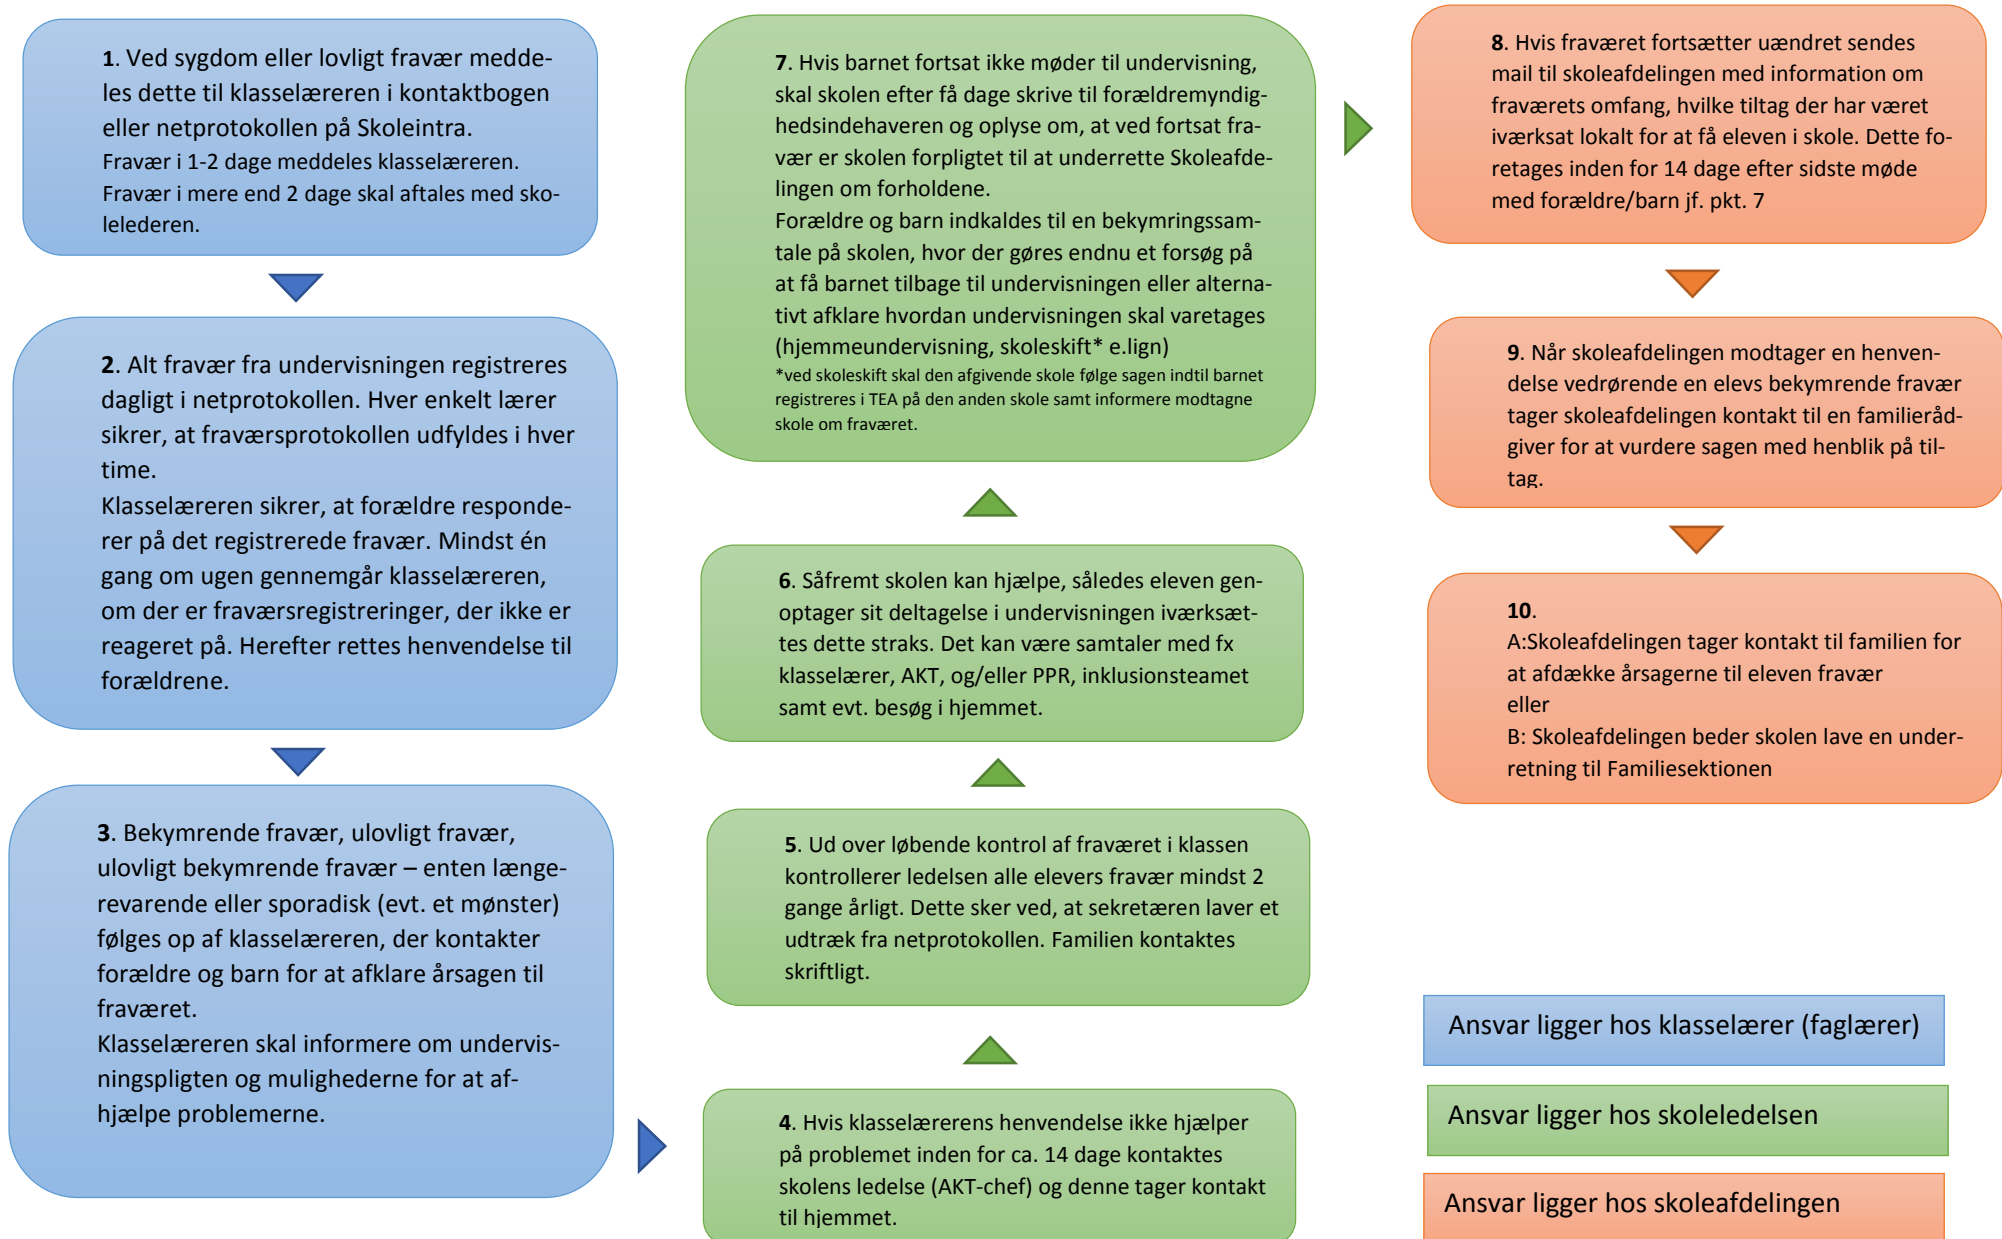 1. Ved sygdom eller lovligt fravær medde-
les dette til klasselæreren i kontaktbogen
eller netprotokollen på Skoleintra.
Fravær i 1-2 dage meddeles klasselæreren.
Fravær i mere end 2 dage skal aftales med sko-
lelederen.
2. Alt fravær fra undervisningen registreres
dagligt i netprotokollen. Hver enkelt lærer
sikrer, at fraværsprotokollen udfyldes i hver
time.
Klasselæreren sikrer, at forældre responde-
rer på det registrerede fravær. Mindst én
gang om ugen gennemgår klasselæreren,
om der er fraværsregistreringer, der ikke er
reageret på. Herefter rettes henvendelse til
forældrene.
3. Bekymrende fravær, ulovligt fravær,
ulovligt bekymrende fravær – enten længe-
revarende eller sporadisk (evt. et mønster)
følges op af klasselæreren, der kontakter
forældre og barn for at afklare årsagen til
fraværet.
Klasselæreren skal informere om undervis-
ningspligten og mulighederne for at af-
hjælpe problemerne.
4. Hvis klasselærerens henvendelse ikke hjælper
på problemet inden for ca. 14 dage kontaktes
skolens ledelse (AKT-chef) og denne tager kontakt
til hjemmet.
5. Ud over løbende kontrol af fraværet i klassen
kontrollerer ledelsen alle elevers fravær mindst 2
gange årligt. Dette sker ved, at sekretæren laver et
udtræk fra netprotokollen. Familien kontaktes
skriftligt.
6. Såfremt skolen kan hjælpe, således eleven gen-
optager sit deltagelse i undervisningen iværksæt-
tes dette straks. Det kan være samtaler med fx
klasselærer, AKT, og/eller PPR, inklusionsteamet
samt evt. besøg i hjemmet.
7. Hvis barnet fortsat ikke møder til undervisning,
skal skolen efter få dage skrive til forældremyndig-
hedsindehaveren og oplyse om, at ved fortsat fra-
vær er skolen forpligtet til at underrette Skoleafde-
lingen om forholdene.
Forældre og barn indkaldes til en bekymringssam-
tale på skolen, hvor der gøres endnu et forsøg på
at få barnet tilbage til undervisningen eller alterna-
tivt afklare hvordan undervisningen skal varetages
(hjemmeundervisning, skoleskift* e.lign)
*ved skoleskift skal den afgivende skole følge sagen indtil barnet
registreres i TEA på den anden skole samt informere modtagne
skole om fraværet.
8. Hvis fraværet fortsætter uændret sendes
mail til skoleafdelingen med information om
fraværets omfang, hvilke tiltag der har været
iværksat lokalt for at få eleven i skole. Dette fo-
retages inden for 14 dage efter sidste møde
med forældre/barn jf. pkt. 7
9. Når skoleafdelingen modtager en henven-
delse vedrørende en elevs bekymrende fravær
tager skoleafdelingen kontakt til en familieråd-
giver for at vurdere sagen med henblik på til-
tag.
10.
A:Skoleafdelingen tager kontakt til familien for
at afdække årsagerne til eleven fravær
eller
B: Skoleafdelingen beder skolen lave en under-
retning til Familiesektionen
Ansvar ligger hos klasselærer (faglærer)
Ansvar ligger hos skoleledelsen
Ansvar ligger hos skoleafdelingen